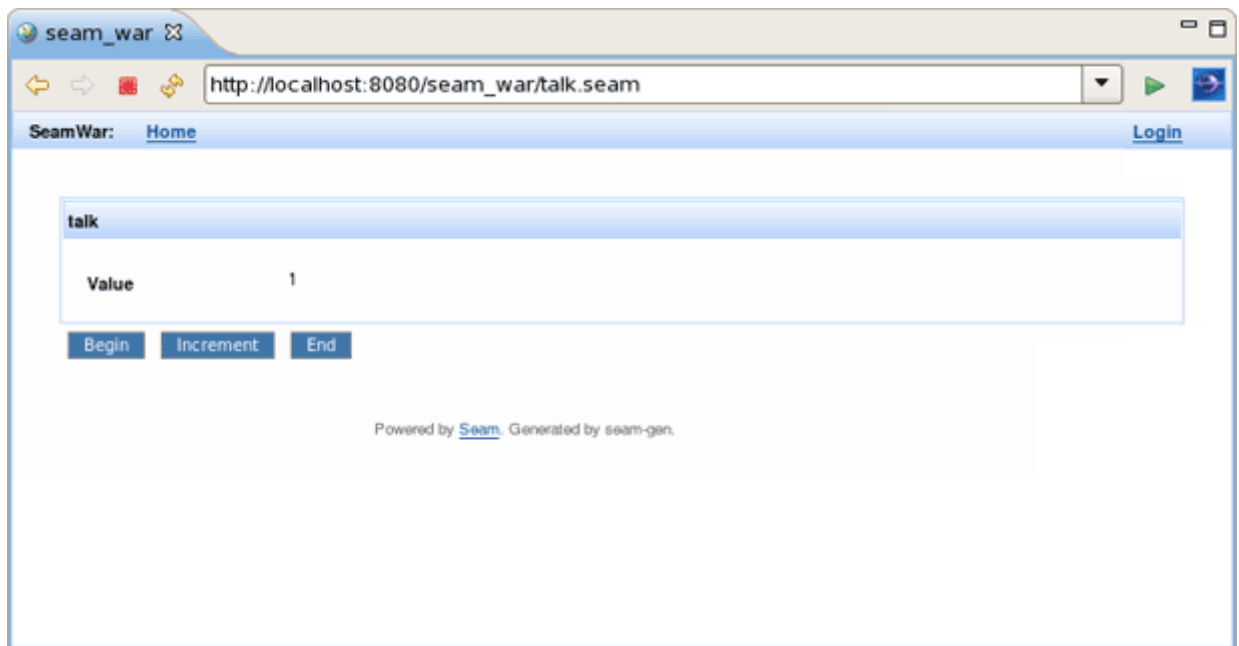 seam_war
http://localhost:8080/seam_war/talk.seam
SeamWar: Home Login
talk
Value 1
Begin Increment End
Powered by Seam. Generated by seam-gen.